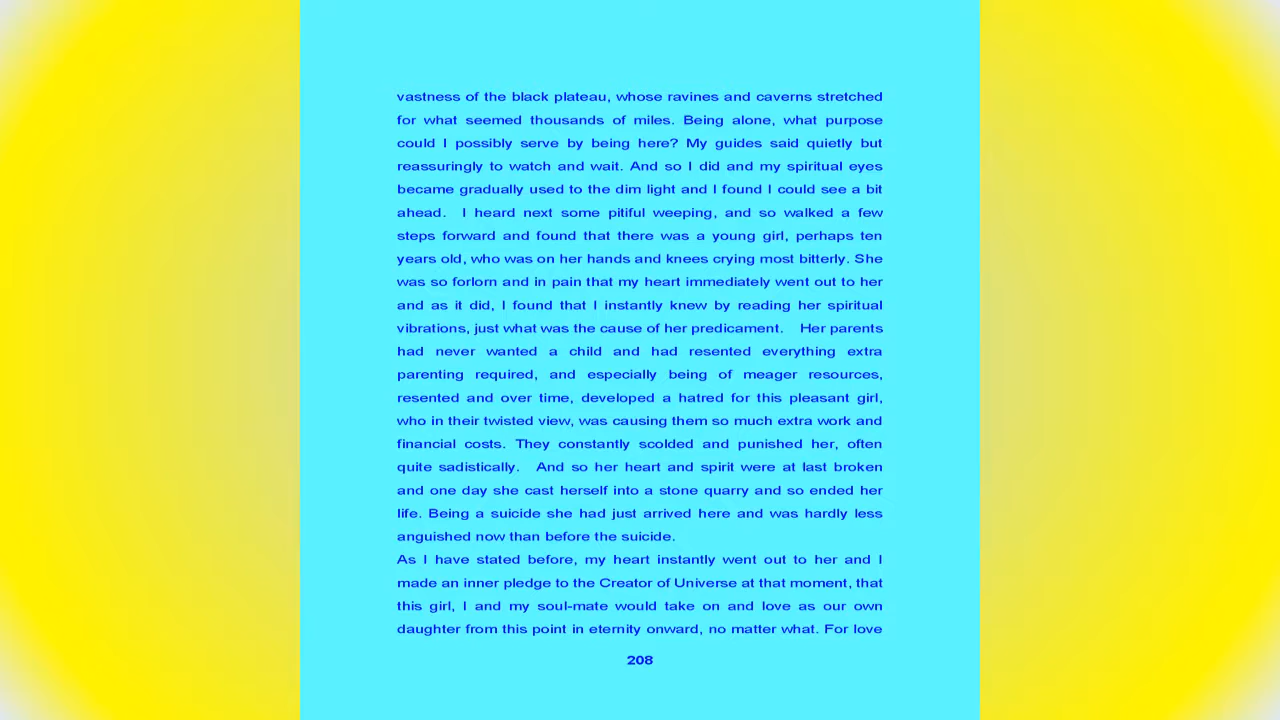 vastness of the black plateau, whose ravines and caverns stretched
for what seemed thousands of miles. Being alone, what purpose
could I possibly serve by being here? My guides said quietly but
reassuringly to watch and wait. And so I did and my spiritual eyes
became gradually used to the dim light and I found I could see a bit
ahead.  I heard next some pitiful weeping, and so walked a few
steps forward and found that there was a young girl, perhaps ten
years old, who was on her hands and knees crying most bitterly. She
was so forlorn and in pain that my heart immediately went out to her
and as it did, I found that I instantly knew by reading her spiritual
vibrations, just what was the cause of her predicament.   Her parents
had never wanted a child and had resented everything extra
parenting required, and especially being of meager resources,
resented and over time, developed a hatred for this pleasant girl,
who in their twisted view, was causing them so much extra work and
financial costs. They constantly scolded and punished her, often
quite sadistically.  And so her heart and spirit were at last broken
and one day she cast herself into a stone quarry and so ended her
life. Being a suicide she had just arrived here and was hardly less
anguished now than before the suicide.
As I have stated before, my heart instantly went out to her and I
made an inner pledge to the Creator of Universe at that moment, that
this girl, I and my soul-mate would take on and love as our own
daughter from this point in eternity onward, no matter what. For love
208